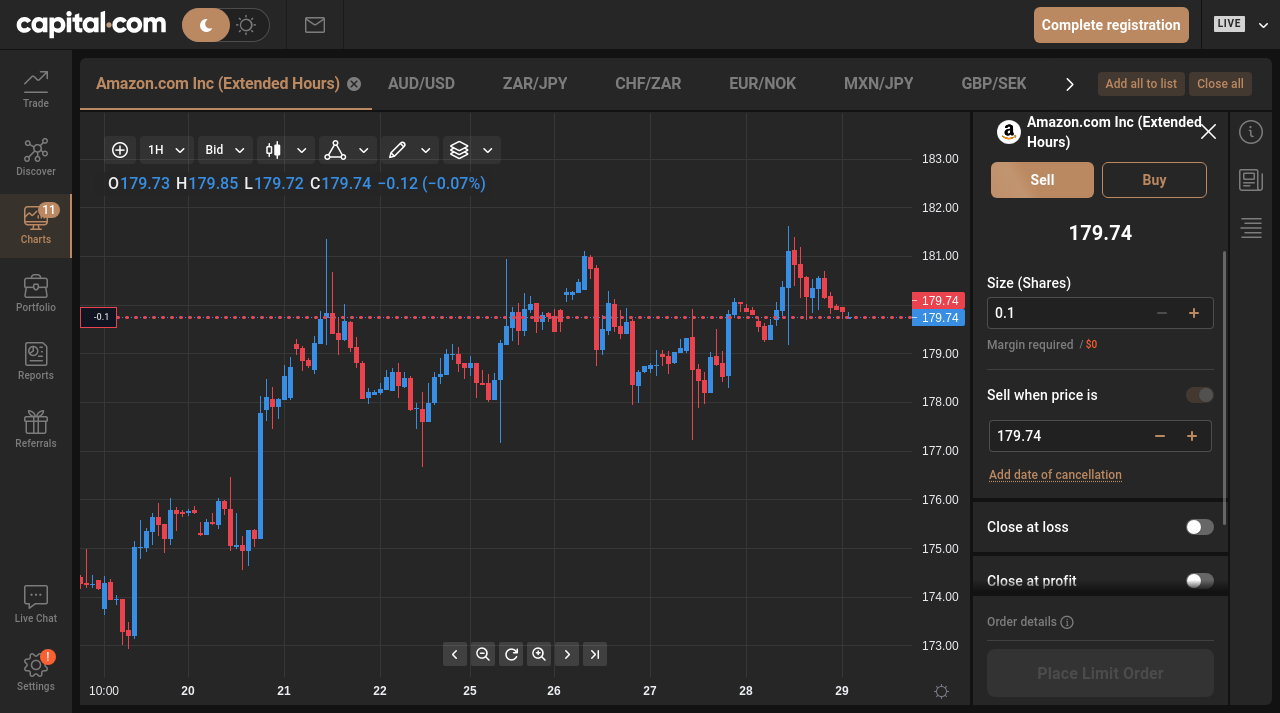 capital.com
Complete registration
LIVE
Trade
Discover
11
Charts
Portfolio
Reports
Referrals
Live Chat
!
Settings
Amazon.com Inc (Extended Hours)
AUD/USD
ZAR/JPY
CHF/ZAR
EUR/NOK
MXN/JPY
GBP/SEK
Add all to list
Close all
1H
Bid
O179.73 H179.85 L179.72 C179.74 −0.12 (−0.07%)
-0.1
183.00
182.00
181.00
179.74
179.74
179.00
178.00
177.00
176.00
175.00
174.00
173.00
10:00
20
21
22
25
26
27
28
29
a
Amazon.com Inc (Extended
Hours)
Sell
Buy
179.74
Size (Shares)
0.1
Margin required / $0
Sell when price is
179.74
Add date of cancellation
Close at loss
Close at profit
Order details
Place Limit Order